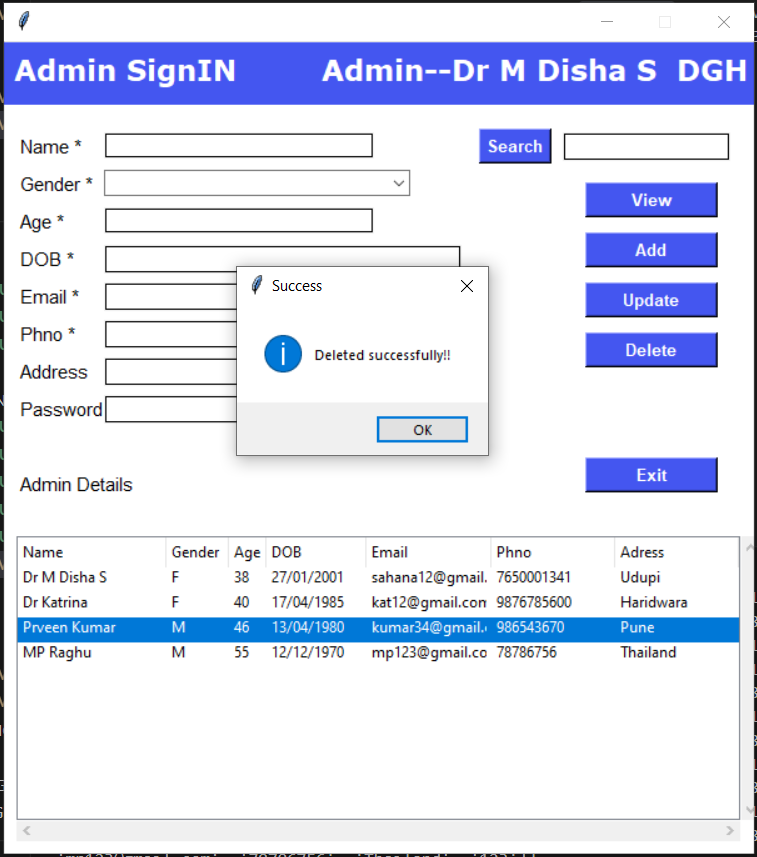 Admin SignIN Admin--Dr M Disha S DGH
Name * Search
Gender *
View
Age *
Add
DOB *
Success
Email * Update
Phno *
Deleted successfully!! Delete
Address
Password
OK
Exit
Admin Details
Name Gender Age DOB Email Phno Adress
Dr M Disha S F 38 27/01/2001 sahana12@gmail. 7650001341 Udupi
Dr Katrina F 40 17/04/1985 kat12@gmail.com 9876785600 Haridwara
Prveen Kumar M 46 13/04/1980 kumar34@gmail. 986543670 Pune
MP Raghu M 55 12/12/1970 mp123@gmail.co 78786756 Thailand